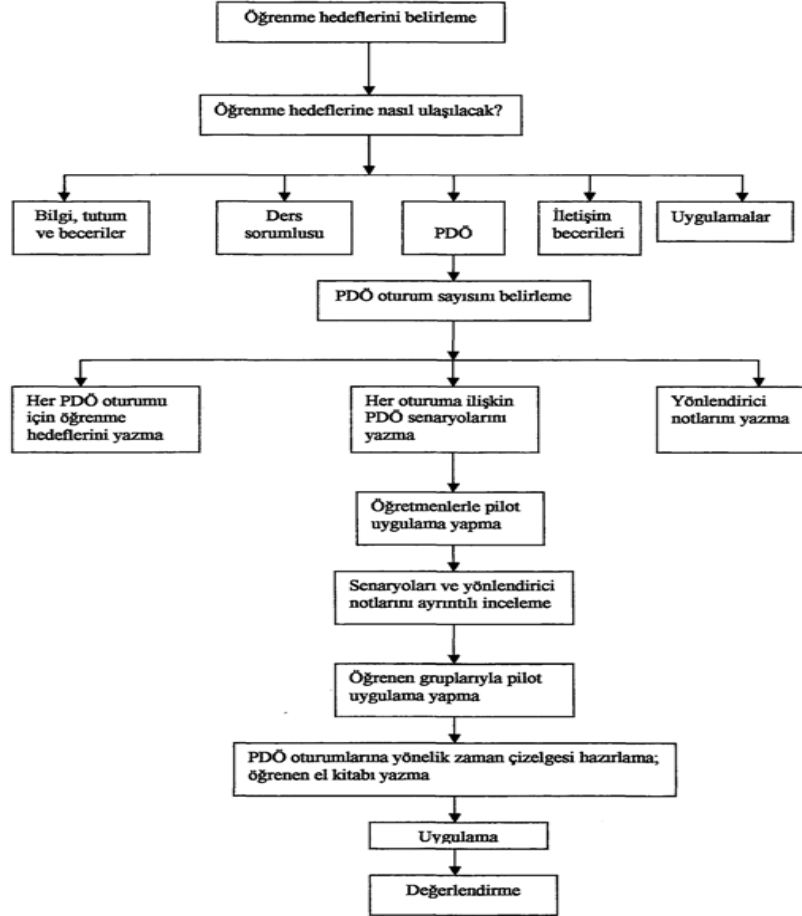 Öğrenme hedeflerini belirleme
Öğrenme hedeflerine nasıl ulaşılacak?
Bilgi, tutum
ve beceriler
Ders
sorumlusu
PDÖ
İletişim
becerileri
Uygulamalar
PDÖ oturum sayısını belirleme
Her PDÖ oturumu
için öğrenme
hedeflerini yazma
Her oturuma ilişkin
PDÖ senaryolarını
yazma
Yönlendirici
notlarını yazma
Öğretmenlerle pilot
uygulama yapma
Senaryoları ve yönlendirici
notlarını ayrıntılı inceleme
Öğrenen gruplarıyla pilot
uygulama yapma
PDÖ oturumlarına yönelik zaman çizelgesi hazırlama;
öğrenen el kitabı yazma
Uygulama
Değerlendirme